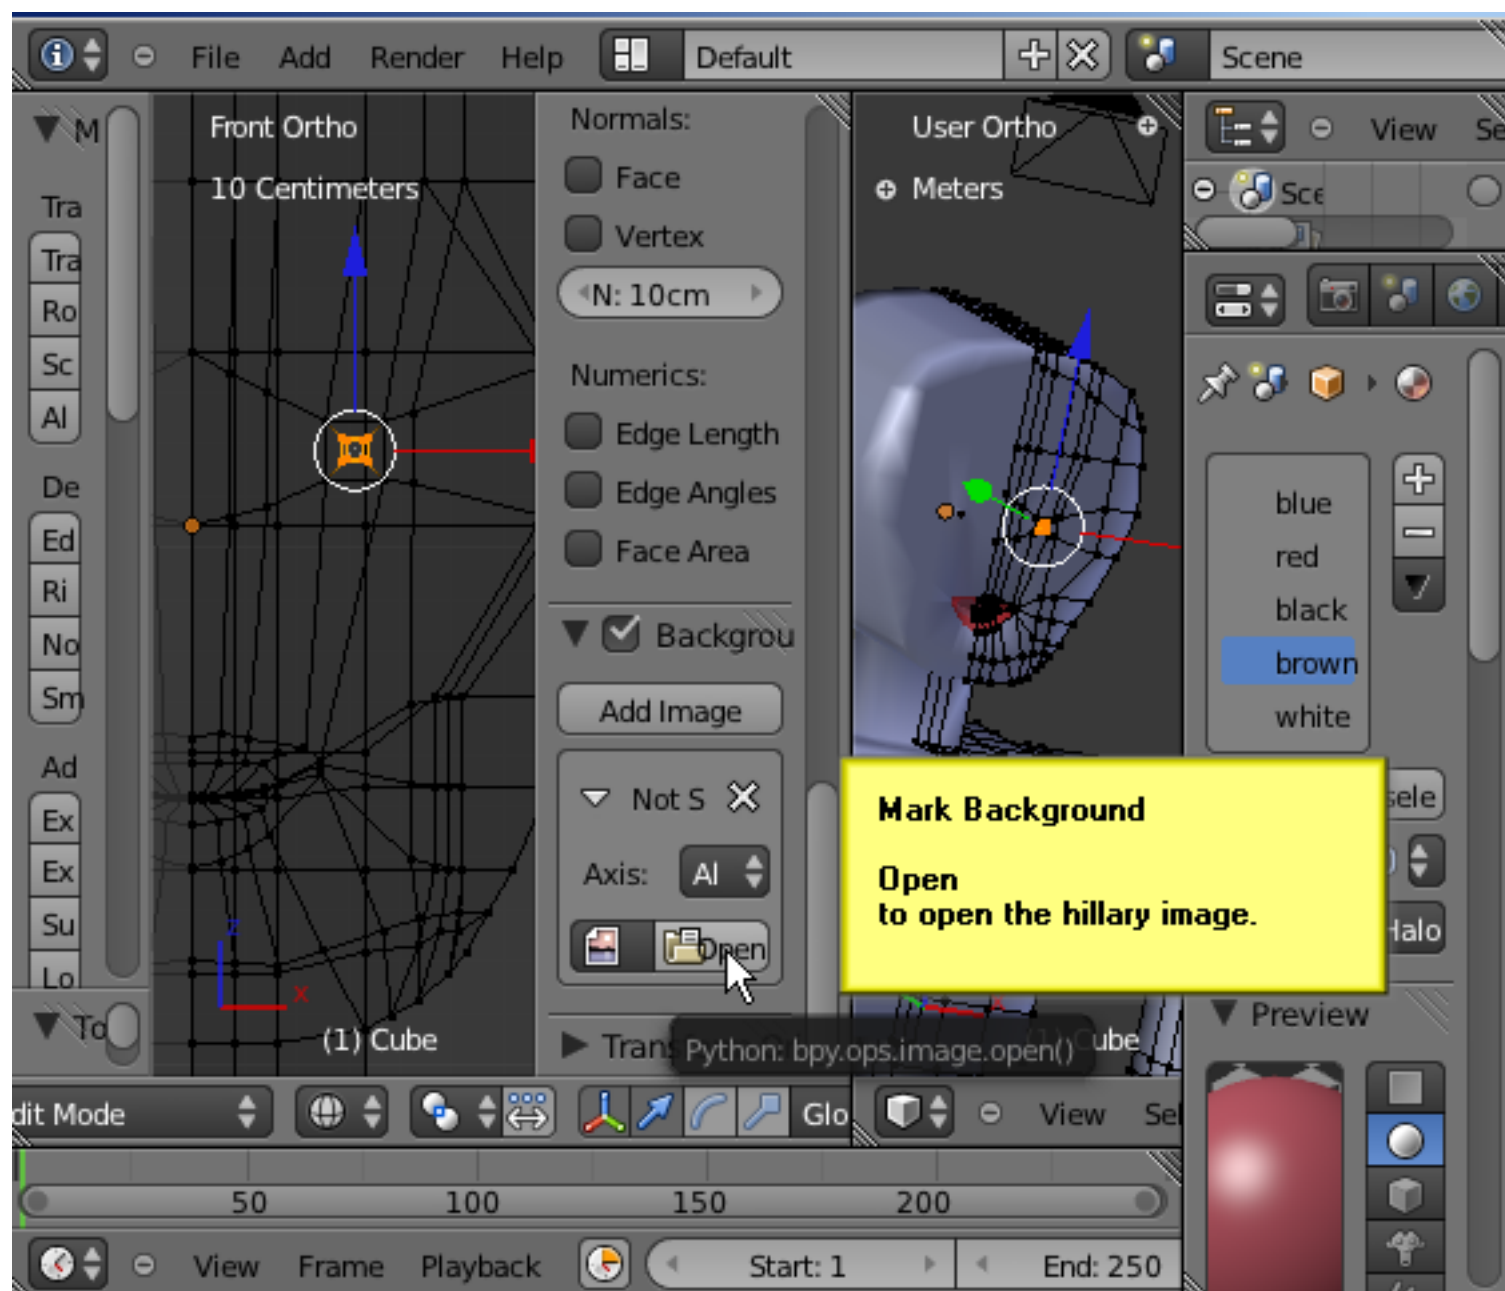 File Add Render Help Default Scene
M
Tra
Tra
Ro
Sc
Al
De
Ed
Ri
No
Sm
Ad
Ex
Ex
Su
Lo
To
Front Ortho
10 Centimeters
z
x
(1) Cube
Normals:
Face
Vertex
N: 10cm
Numerics:
Edge Length
Edge Angles
Face Area
Backgrou
Add Image
Not S
Axis: Al
Open
Trans
Python: bpy.ops.image.open()
User Ortho
Meters
ube
Mark Background
Open
to open the hillary image.
View Se
Sce
blue
red
black
brown
white
sele
Halo
Preview
dit Mode Glo
View Sel
50 100 150 200
View Frame Playback Start: 1 End: 250